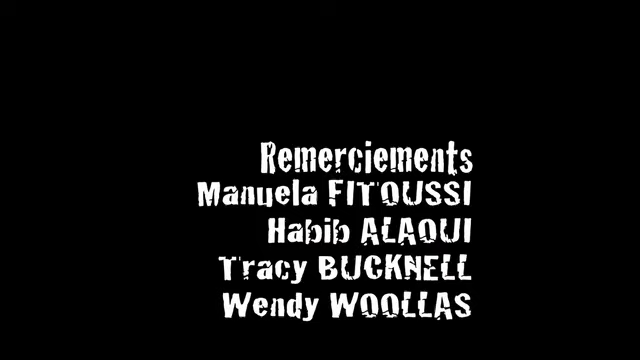 Remerciements
Manuela FITOUSSI
Habib ALAOUI
Tracy BUCKNELL
Wendy WOOLLAS